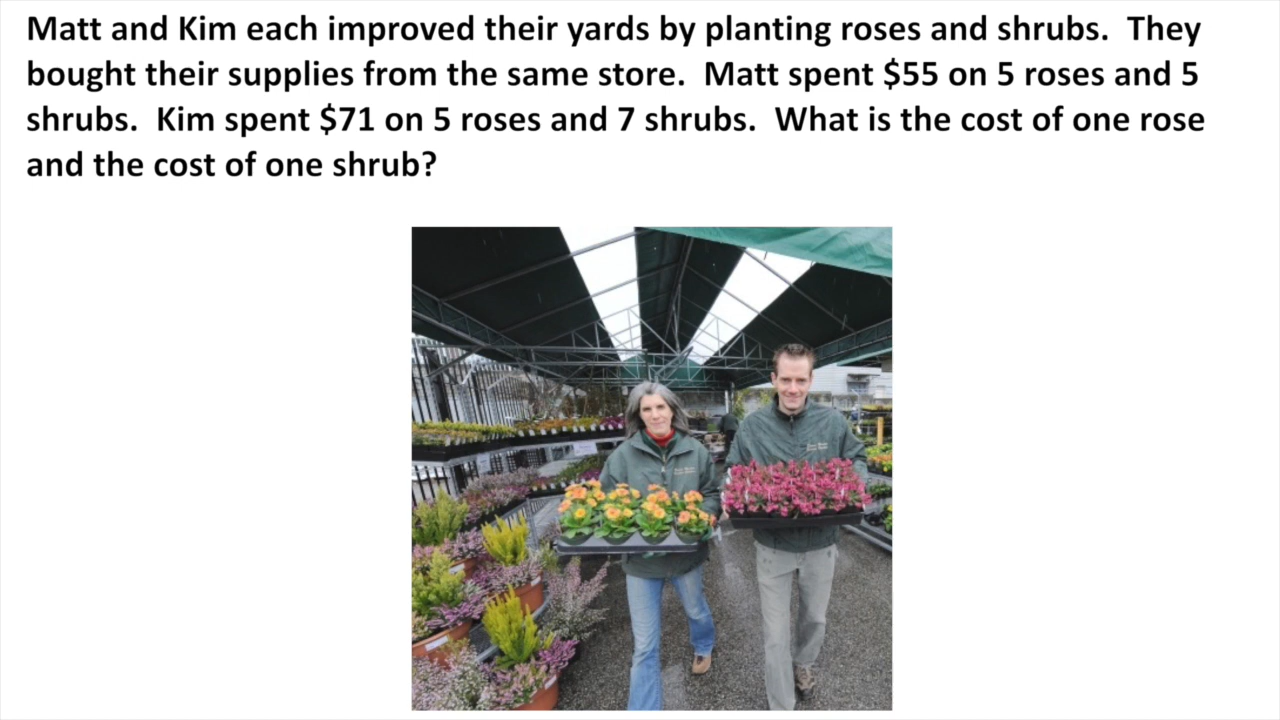 Matt and Kim each improved their yards by planting roses and shrubs.  They
bought their supplies from the same store.  Matt spent $55 on 5 roses and 5
shrubs.  Kim spent $71 on 5 roses and 7 shrubs.  What is the cost of one rose
and the cost of one shrub?